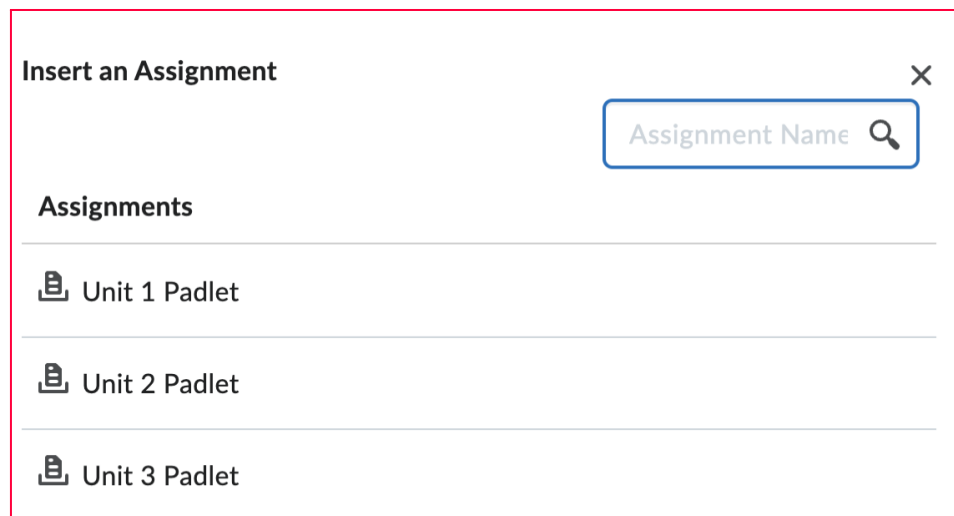 Insert an Assignment
Assignment Name
Assignments
Unit 1 Padlet
Unit 2 Padlet
Unit 3 Padlet